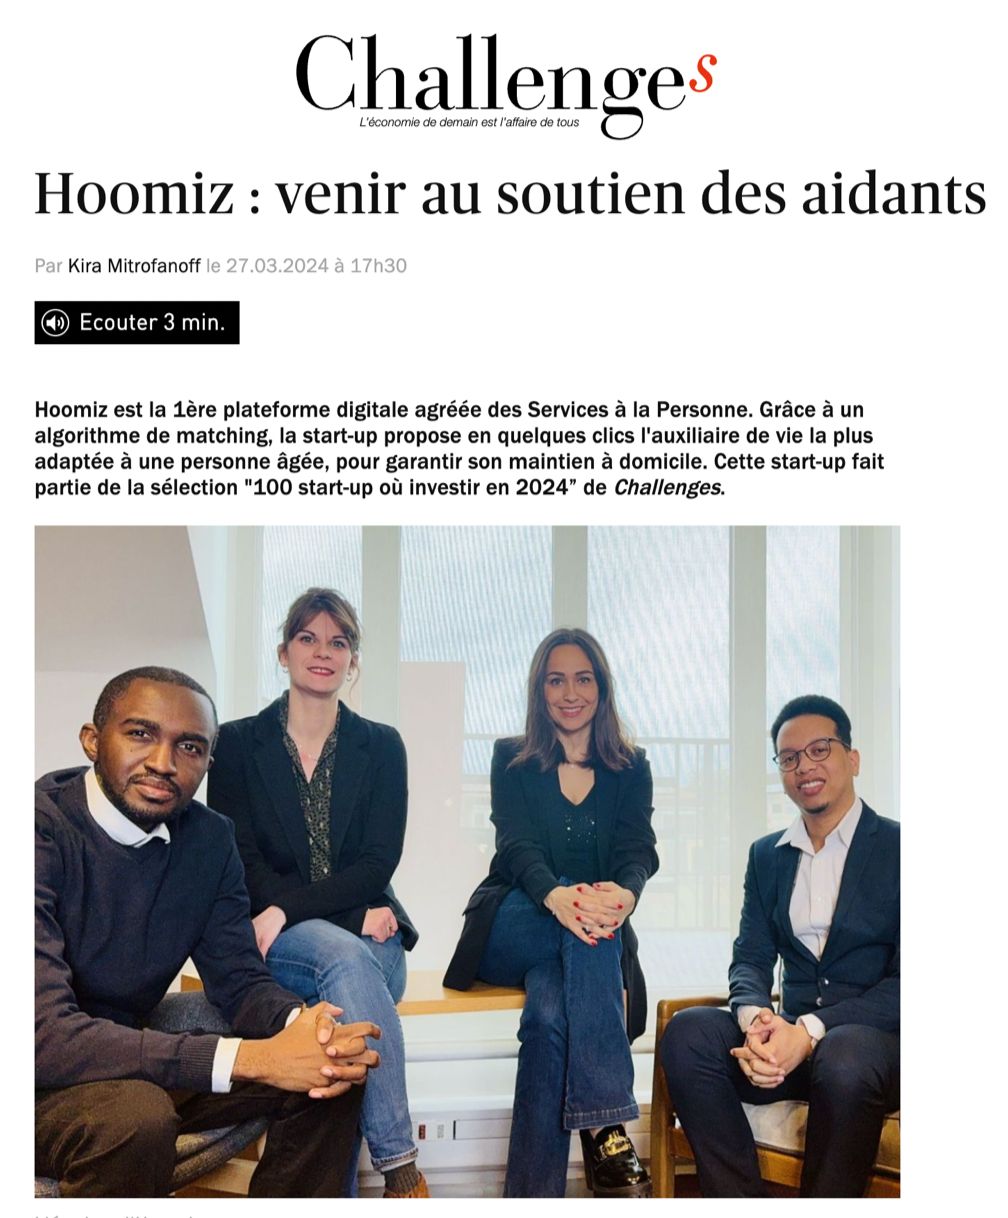 Challenges
L'économie de demain est l'affaire de tous
Hoomiz : venir au soutien des aidants
Par Kira Mitrofanoff le 27.03.2024 à 17h30
Ecouter 3 min.
Hoomiz est la 1ère plateforme digitale agréée des Services à la Personne. Grâce à un
algorithme de matching, la start-up propose en quelques clics l'auxiliaire de vie la plus
adaptée à une personne âgée, pour garantir son maintien à domicile. Cette start-up fait
partie de la sélection "100 start-up où investir en 2024” de Challenges.